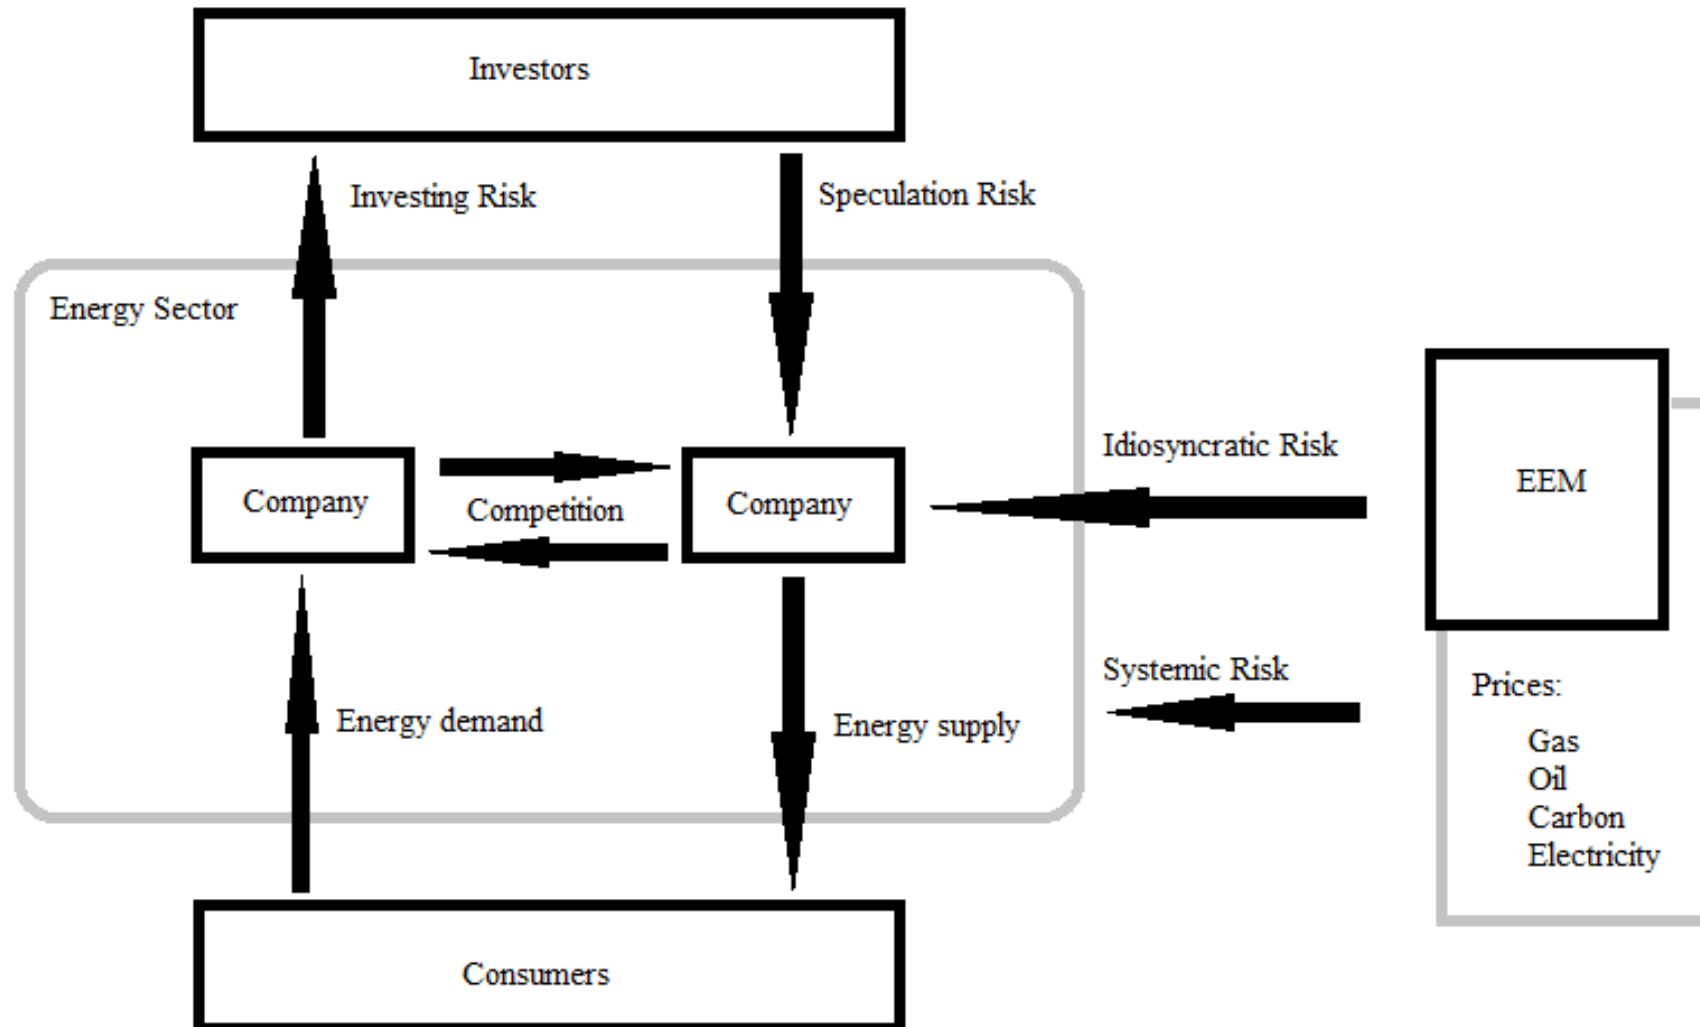 Investors
Investing Risk
Speculation Risk
Energy Sector
Company
Competition
Company
Idiosyncratic Risk
EEM
Systemic Risk
Energy demand
Energy supply
Prices:
Gas
Oil
Carbon
Electricity
Consumers